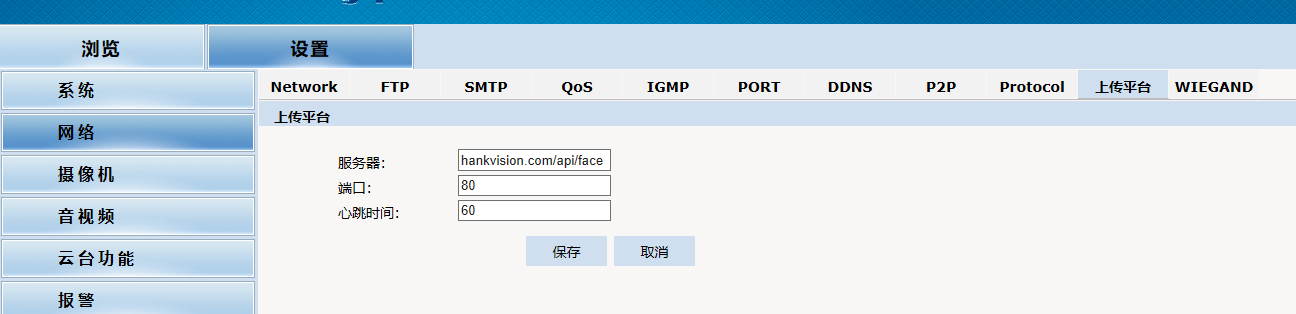 浏览 设置
系统
网络
摄像机
音视频
云台功能
报警
Network FTP SMTP QoS IGMP PORT DDNS P2P Protocol 上传平台 WIEGAND
上传平台
服务器： hankvision.com/api/face
端口： 80
心跳时间： 60
保存 取消